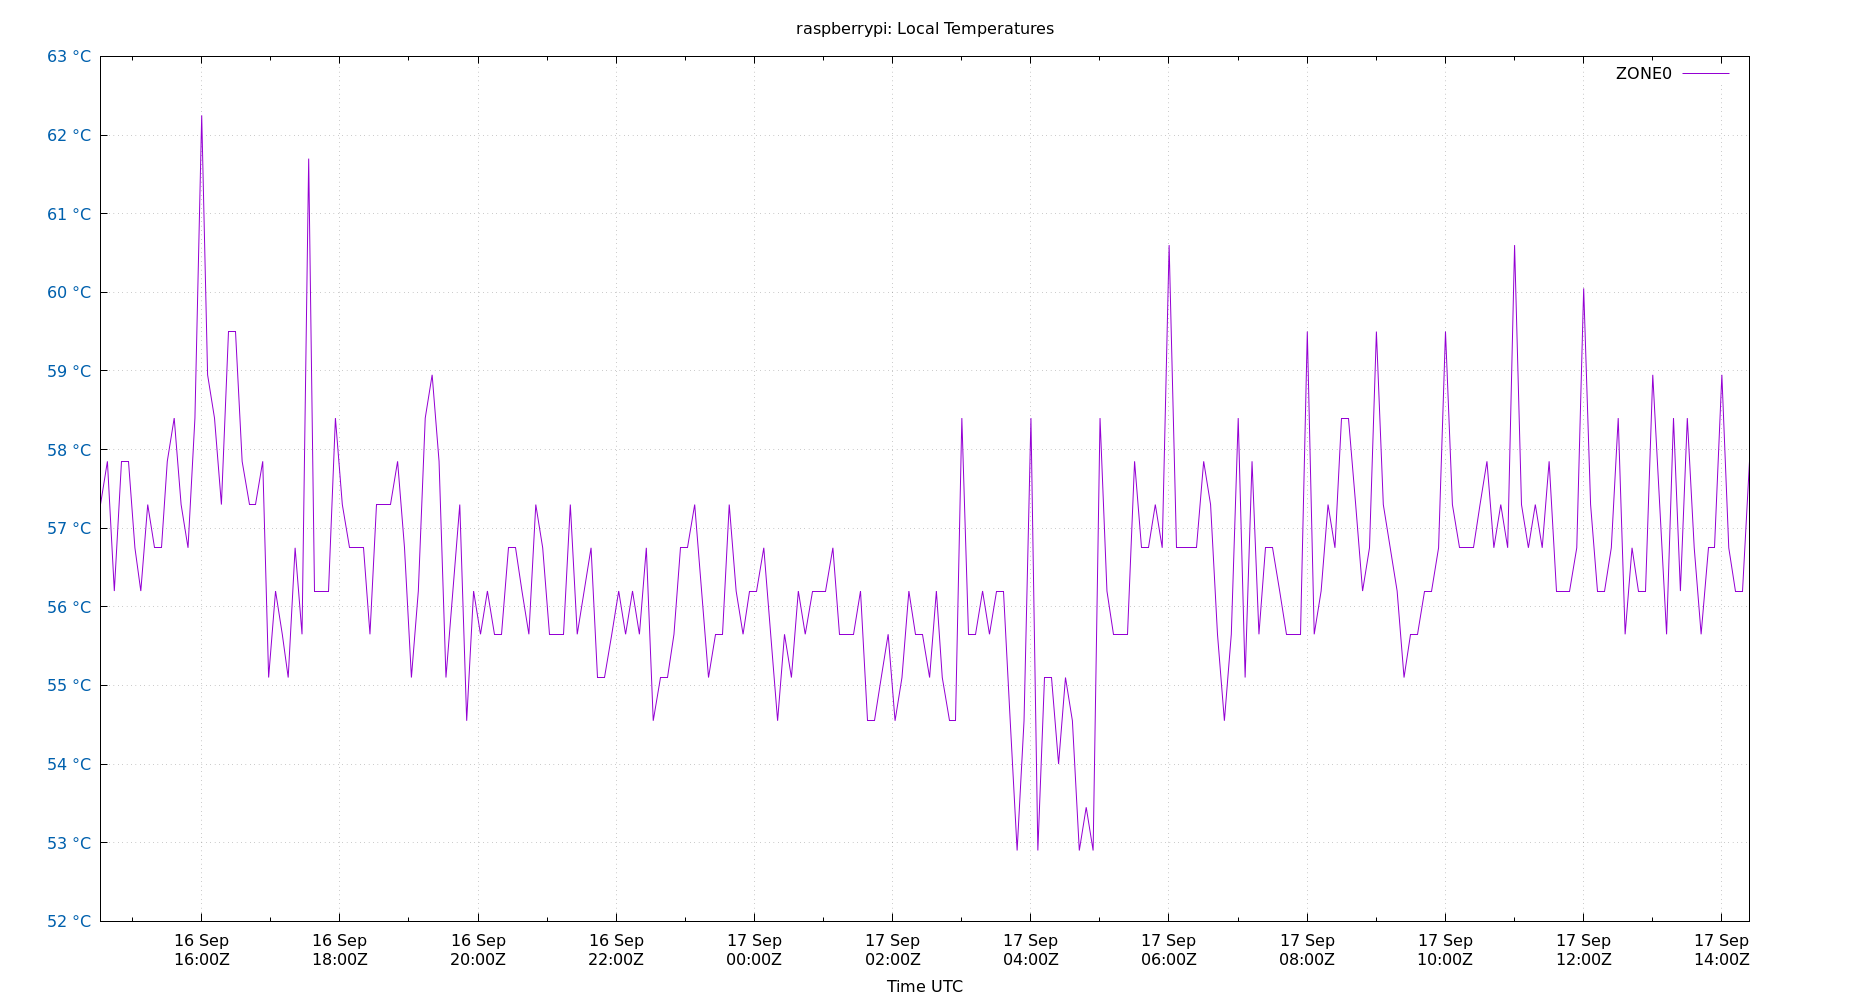 raspberrypi: Local Temperatures
ZONE0
63 °C
62 °C
61 °C
60 °C
59 °C
58 °C
57 °C
56 °C
55 °C
54 °C
53 °C
52 °C
16 Sep 16 Sep 16 Sep 16 Sep 17 Sep 17 Sep 17 Sep 17 Sep 17 Sep 17 Sep 17 Sep 17 Sep
16:00Z 18:00Z 20:00Z 22:00Z 00:00Z 02:00Z 04:00Z 06:00Z 08:00Z 10:00Z 12:00Z 14:00Z
Time UTC